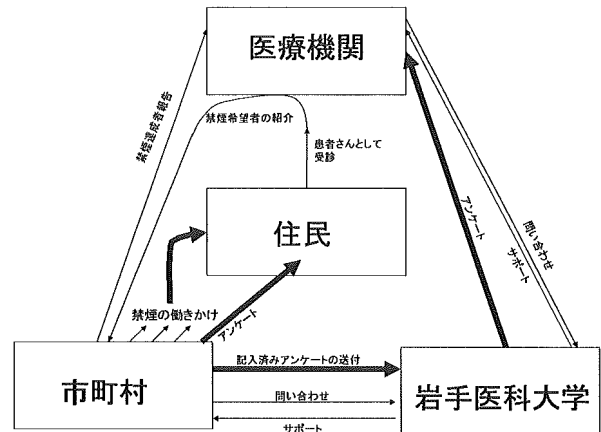 医療機関
禁煙達成者報告
禁煙希望者の紹介
患者さんとして
受診
住民
アンケート
問い合わせ
サポート
禁煙の働きかけ
アンケート
市町村
記入済みアンケートの送付
問い合わせ
サポート
岩手医科大学